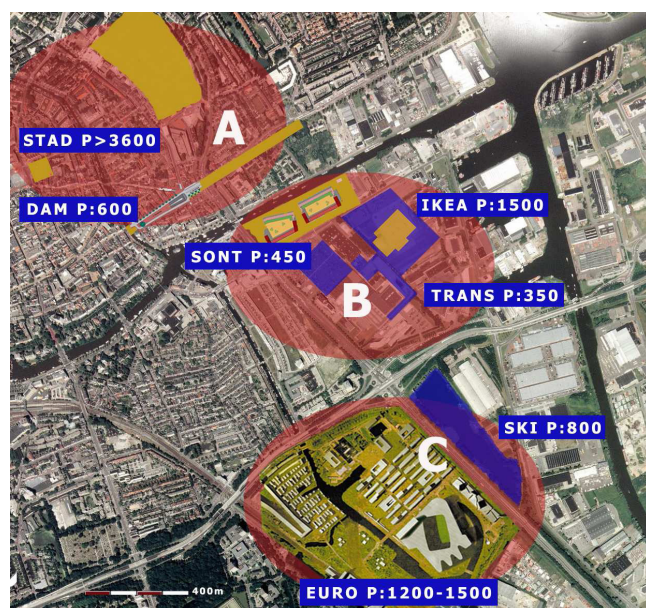 A
STAD P>3600
DAM P:600
IKEA P:1500
SONT P:450
B
TRANS P:350
SKI P:800
C
EURO P:1200-1500
400m